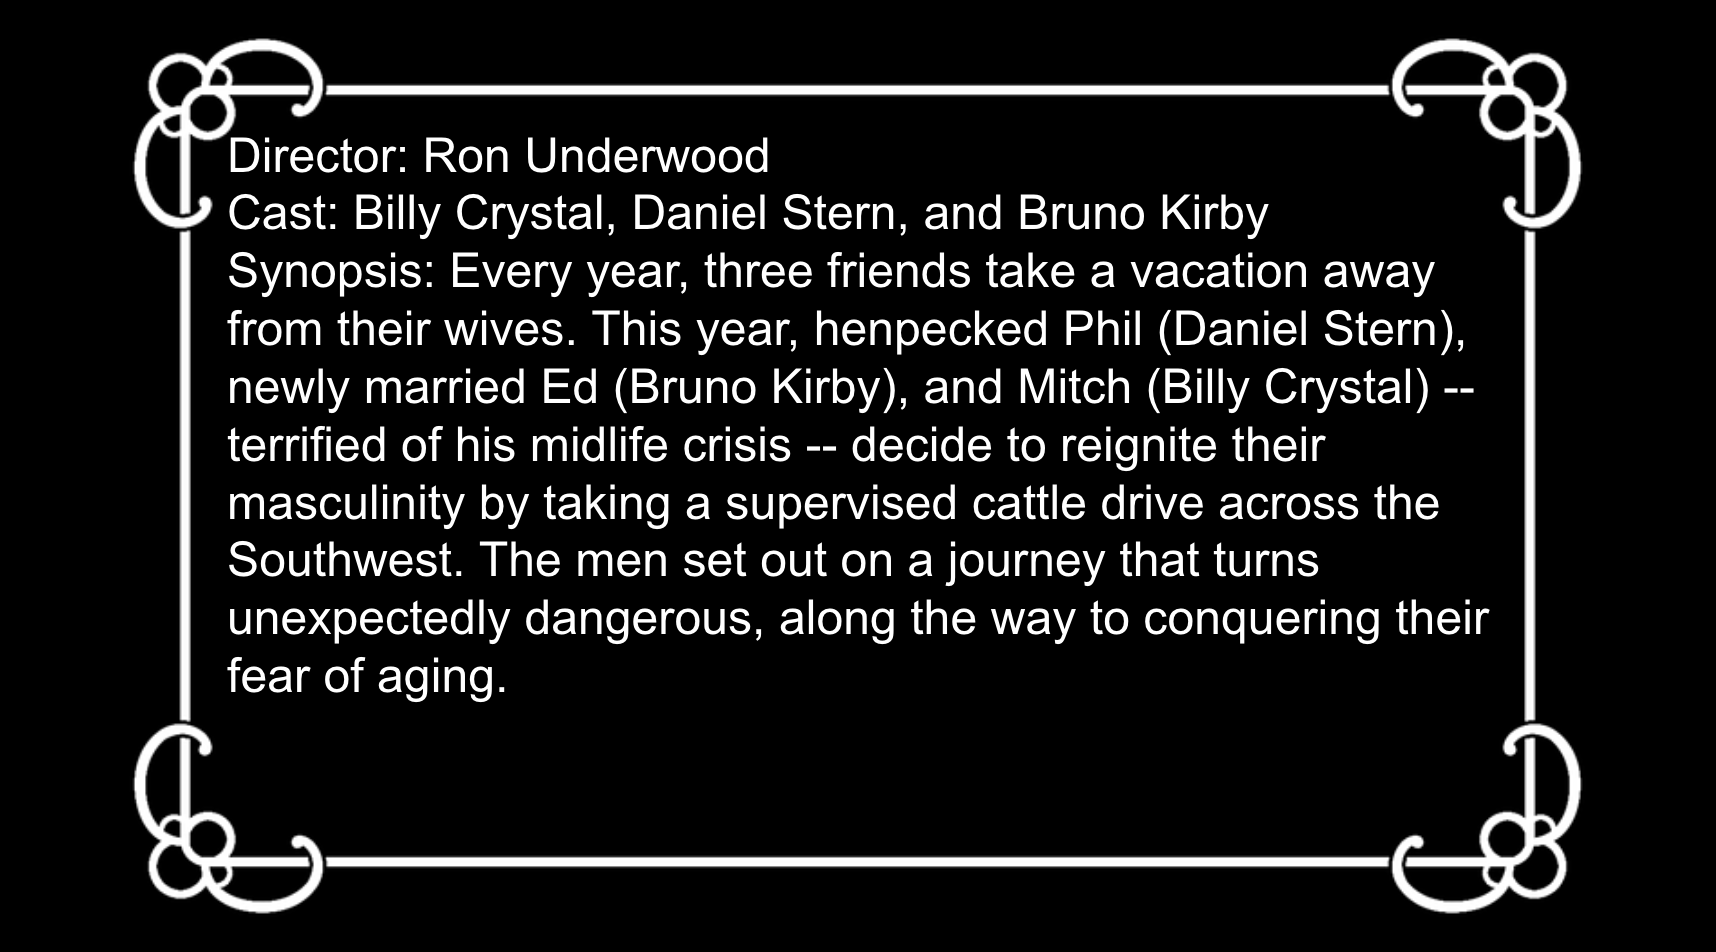 Director: Ron Underwood
Cast: Billy Crystal, Daniel Stern, and Bruno Kirby
Synopsis: Every year, three friends take a vacation away
from their wives. This year, henpecked Phil (Daniel Stern),
newly married Ed (Bruno Kirby), and Mitch (Billy Crystal) --
terrified of his midlife crisis -- decide to reignite their
masculinity by taking a supervised cattle drive across the
Southwest. The men set out on a journey that turns
unexpectedly dangerous, along the way to conquering their
fear of aging.